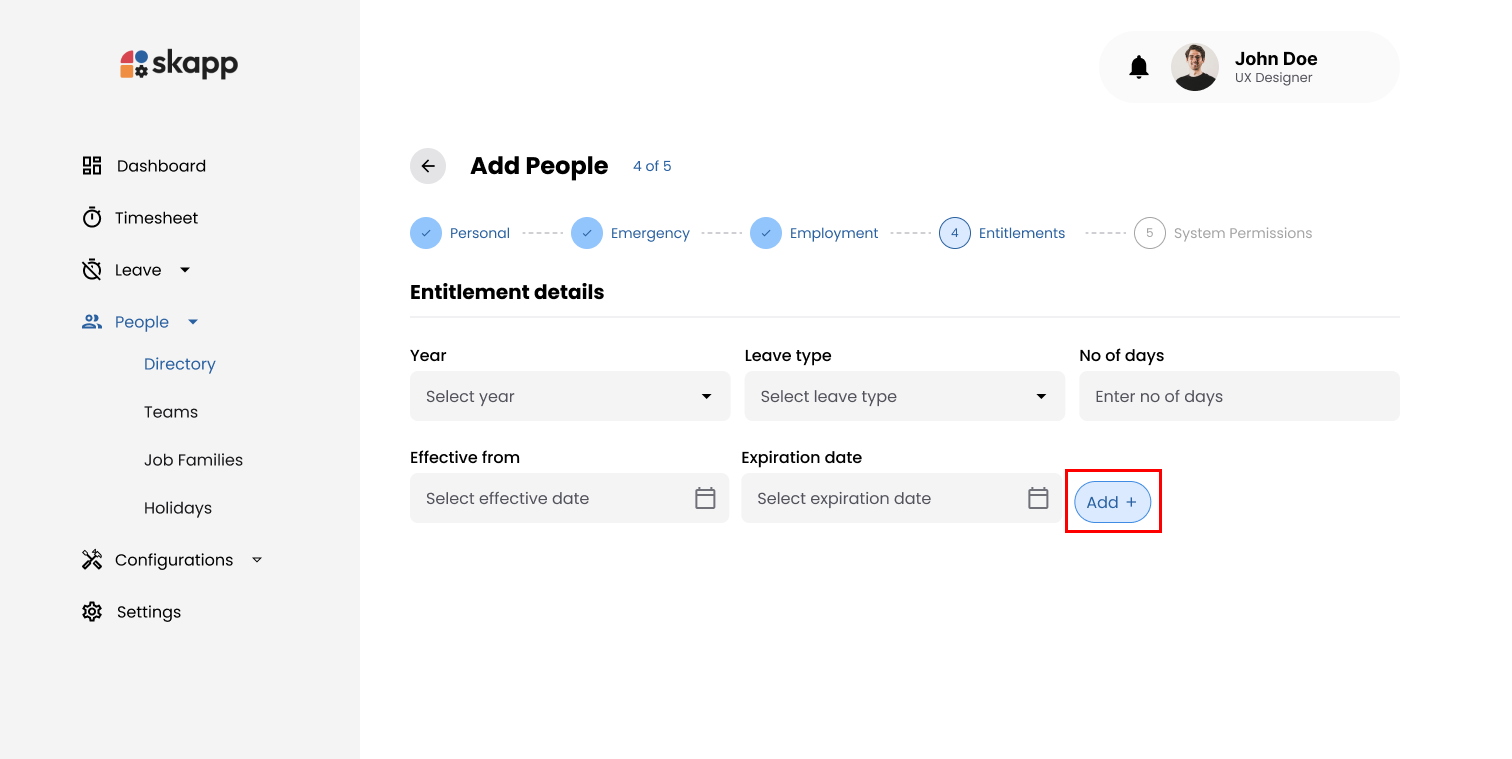 skapp
John Doe
UX Designer
Dashboard
Timesheet
Leave
People
Directory
Teams
Job Families
Holidays
Configurations
Settings
Add People 4 of 5
Personal Emergency Employment 4 Entitlements 5 System Permissions
Entitlement details
Year Leave type No of days
Select year Select leave type Enter no of days
Effective from Expiration date
Select effective date Select expiration date Add +